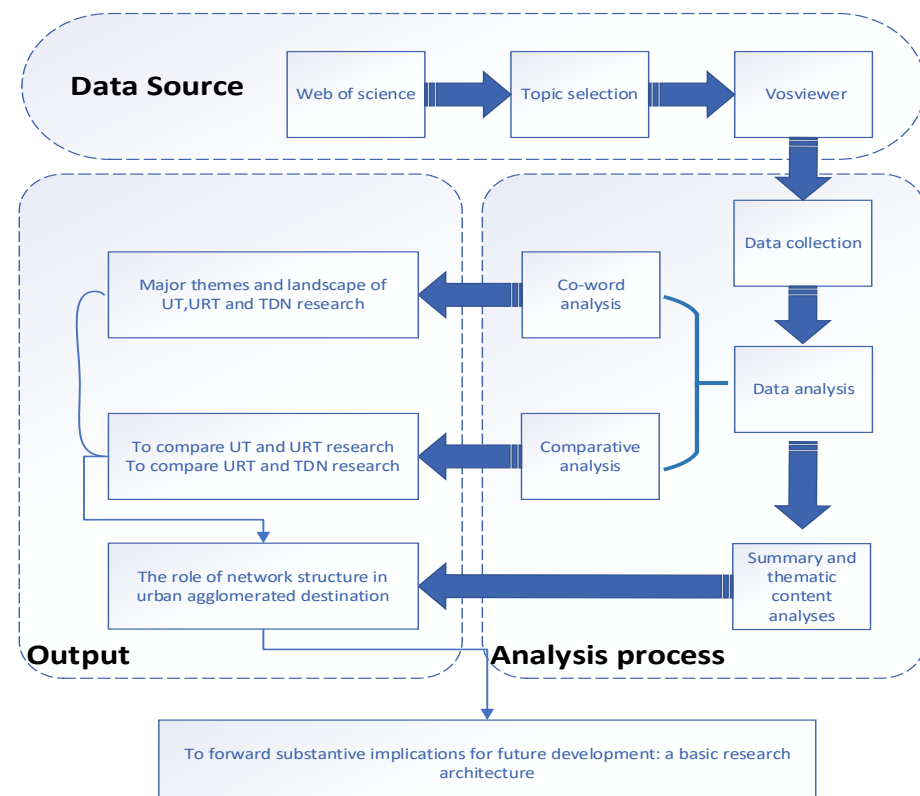 Data Source
Web of science
Topic selection
Vosviewer
Data collection
Major themes and landscape of
UT,URT and TDN research
Co-word
analysis
Data analysis
To compare UT and URT research
To compare URT and TDN research
Comparative
analysis
The role of network structure in
urban agglomerated destination
Summary and
thematic
content
analyses
Output
Analysis process
To forward substantive implications for future development: a basic research
architecture